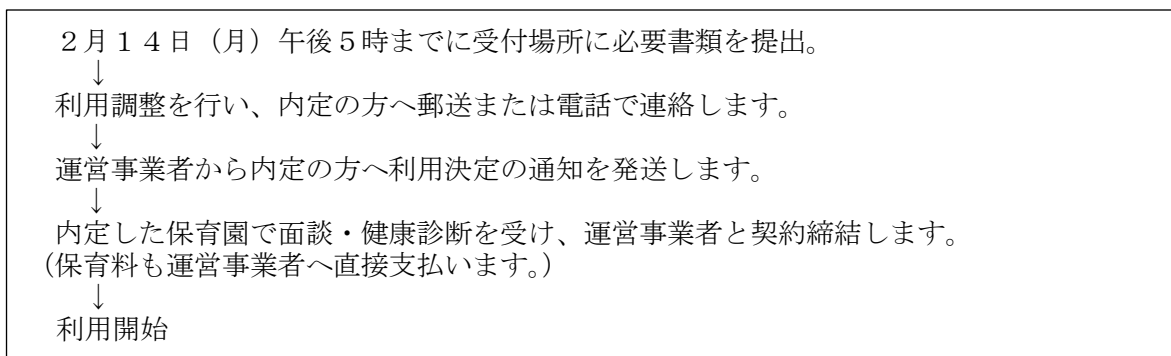 ２月１４日（月）午後５時までに受付場所に必要書類を提出。
↓
利用調整を行い、内定の方へ郵送または電話で連絡します。
↓
運営事業者から内定の方へ利用決定の通知を発送します。
↓
内定した保育園で面談・健康診断を受け、運営事業者と契約締結します。
（保育料も運営事業者へ直接支払います。）
↓
利用開始